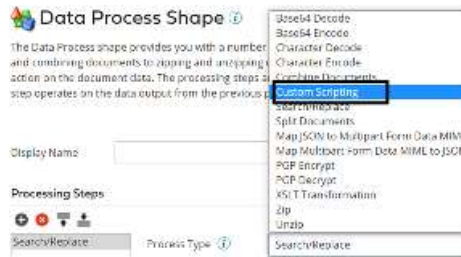 Data Process Shape
The Data Process shape provides you with a number
and combining documents to zipping and unzipping
action on the document data. The processing steps a
step operates on the data output from the previous p
Display Name
Processing Steps
Search/Replace
Process Type
Base64 Decode
Base64 Encode
Character Decode
Character Encode
Combine Documents
Custom Scripting
Search/Replace
Split Documents
Map JSON to Multipart Form Data MIME
Map Multipart Form Data MIME to JSON
PGP Encrypt
PGP Decrypt
XSLT Transformation
Zip
Unzip
Search/Replace